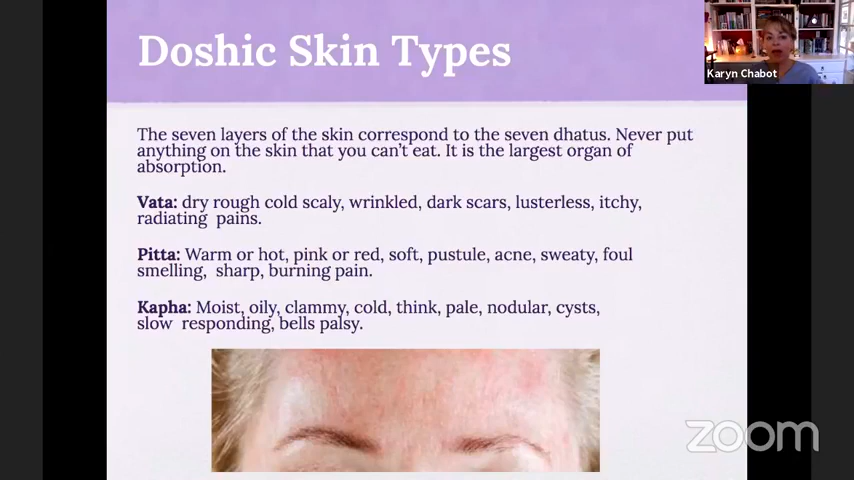 Doshic Skin Types
Karyn Chabot
The seven layers of the skin correspond to the seven dhatus. Never put
anything on the skin that you can't eat. It is the largest organ of
absorption.
Vata: dry rough cold scaly, wrinkled, dark scars, lusterless, itchy,
radiating pains.
Pitta: Warm or hot, pink or red, soft, pustule, acne, sweaty, foul
smelling, sharp, burning pain.
Kapha: Moist, oily, clammy, cold, think, pale, nodular, cysts,
slow responding, bells palsy.
zoom